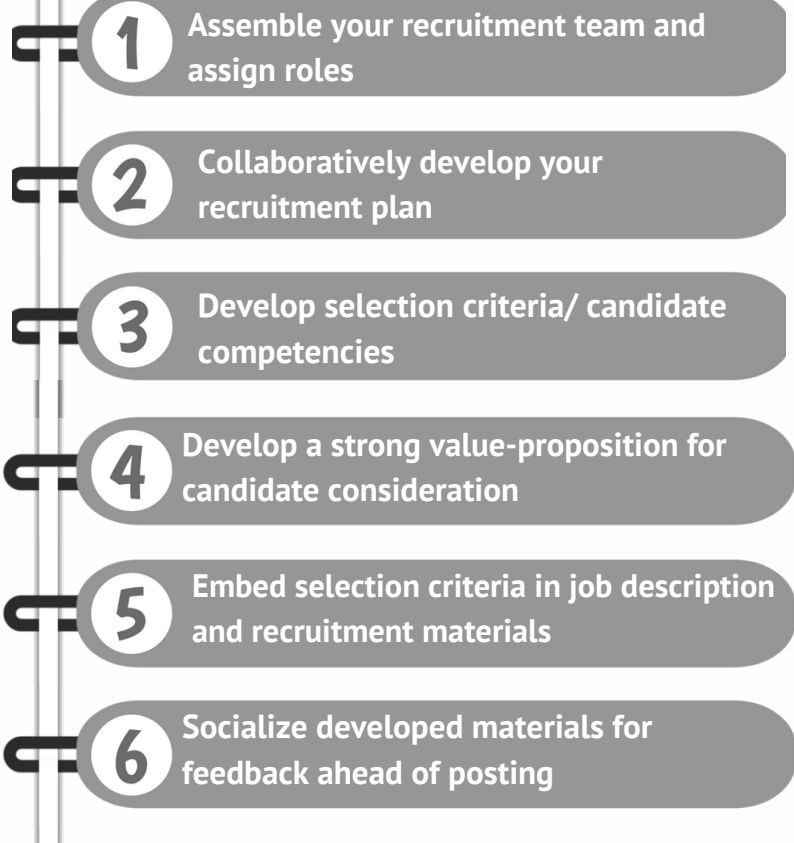 1
Assemble your recruitment team and
assign roles
2
Collaboratively develop your
recruitment plan
3
Develop selection criteria/ candidate
competencies
4
Develop a strong value-proposition for
candidate consideration
5
Embed selection criteria in job description
and recruitment materials
6
Socialize developed materials for
feedback ahead of posting